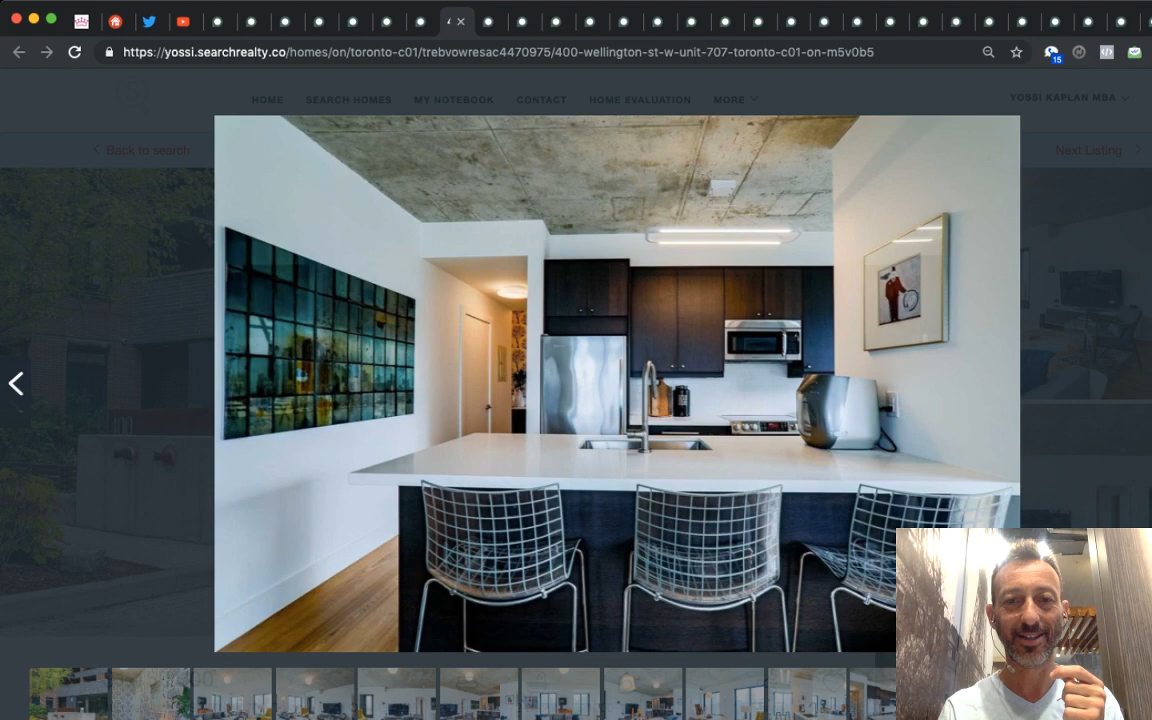 https://yossi.searchrealty.co/homes/on/toronto-c01/trebvowresac4470975/400-wellington-st-w-unit-707-toronto-c01-on-m5v0b5
15
HOME SEARCH HOMES MY NOTEBOOK CONTACT HOME EVALUATION MORE YOSSI KAPLAN MBA
Back to search Next Listing